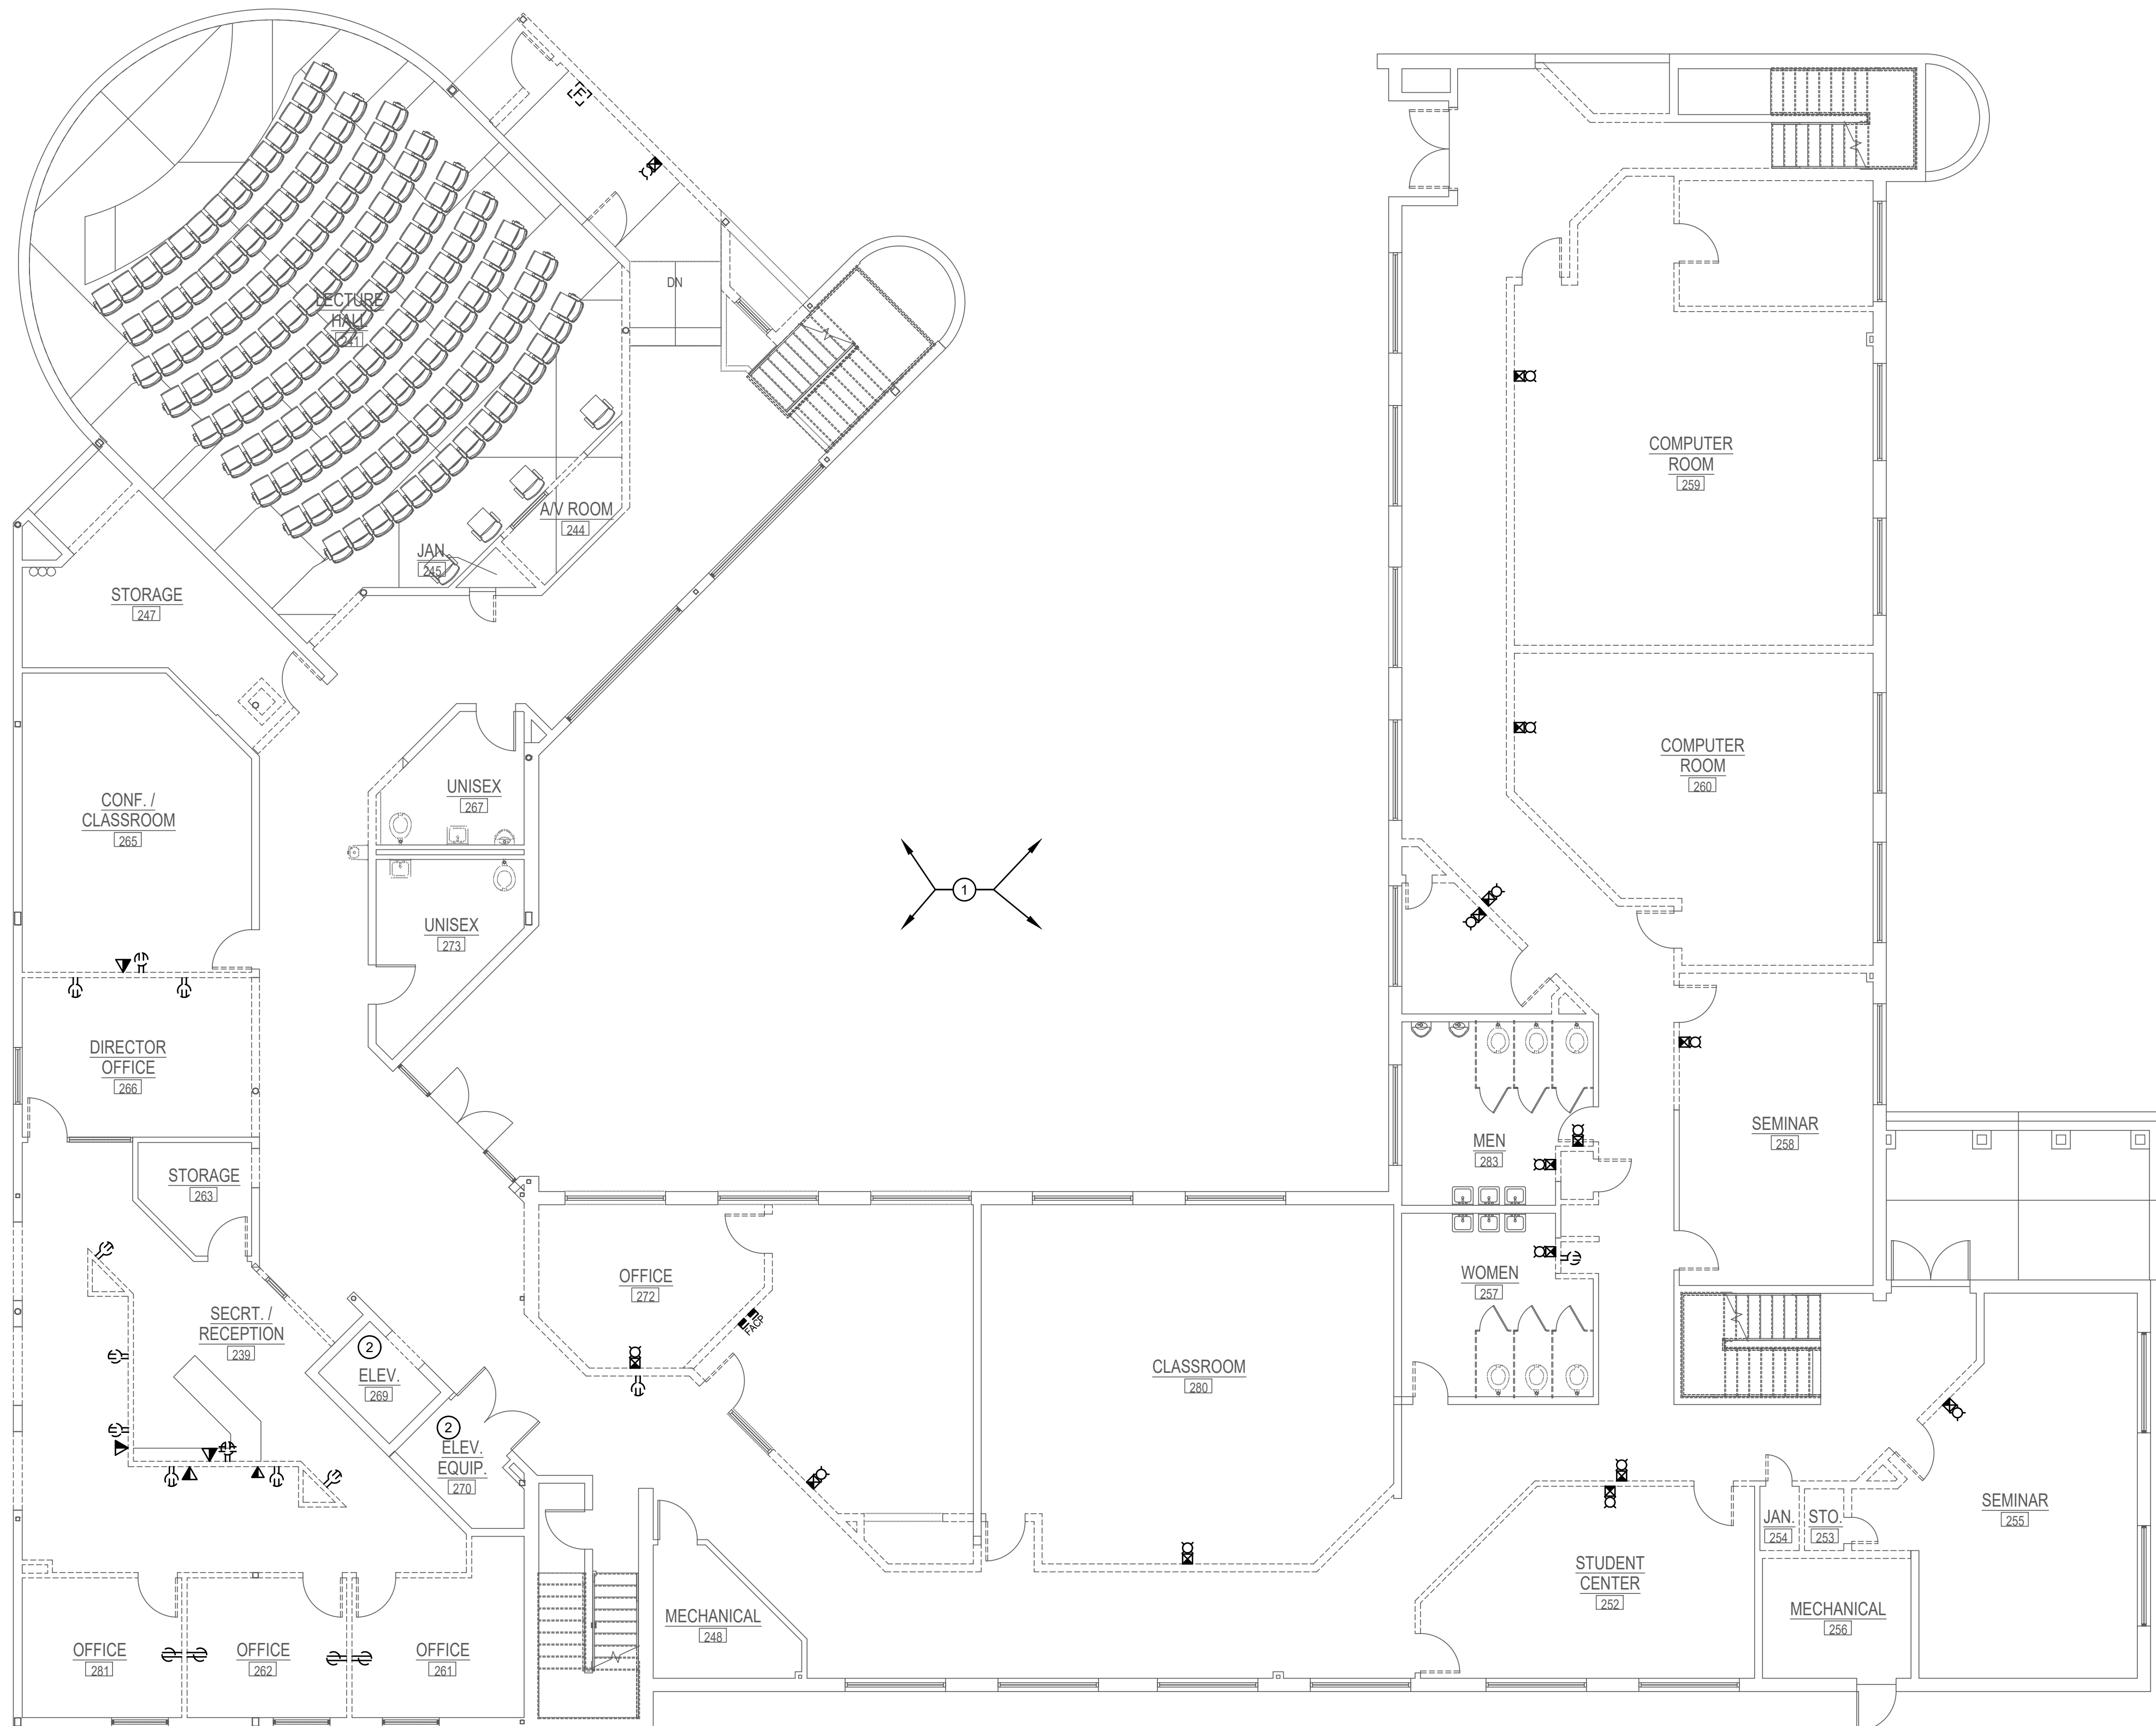 F
DN
LECTURE
HALL
241
A/V ROOM
244
JAN.
245
STORAGE
247
COMPUTER
ROOM
259
COMPUTER
ROOM
260
CONF. /
CLASSROOM
265
UNISEX
267
UNISEX
273
1
DIRECTOR
OFFICE
266
STORAGE
263
MEN
283
SEMINAR
258
SECRT. /
RECEPTION
239
2
ELEV.
269
2
ELEV.
EQUIP.
270
OFFICE
272
FACP
CLASSROOM
280
WOMEN
257
JAN.
254
STO.
253
SEMINAR
255
STUDENT
CENTER
252
MECHANICAL
256
MECHANICAL
248
OFFICE
281
OFFICE
262
OFFICE
261